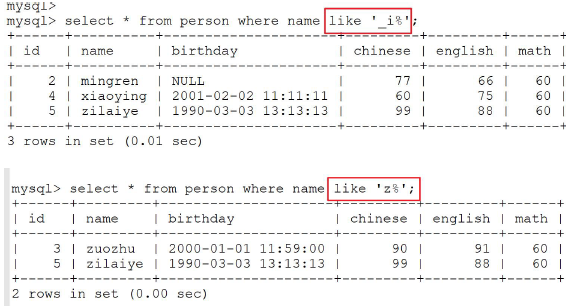 mysql>
mysql> select * from person where name like '_i%';
+------+----------+---------------------+---------+---------+------+
| id   | name     | birthday            | chinese | english | math |
+------+----------+---------------------+---------+---------+------+
|    2 | mingren  | NULL                |      77 |      66 |   60 |
|    4 | xiaoying | 2001-02-02 11:11:11 |      60 |      75 |   60 |
|    5 | zilaiye  | 1990-03-03 13:13:13 |      99 |      88 |   60 |
+------+----------+---------------------+---------+---------+------+
3 rows in set (0.01 sec)
mysql> select * from person where name like 'z%';
+------+---------+---------------------+---------+---------+------+
| id   | name    | birthday            | chinese | english | math |
+------+---------+---------------------+---------+---------+------+
|    3 | zuozhu  | 2000-01-01 11:59:00 |      90 |      91 |   60 |
|    5 | zilaiye | 1990-03-03 13:13:13 |      99 |      88 |   60 |
+------+---------+---------------------+---------+---------+------+
2 rows in set (0.00 sec)